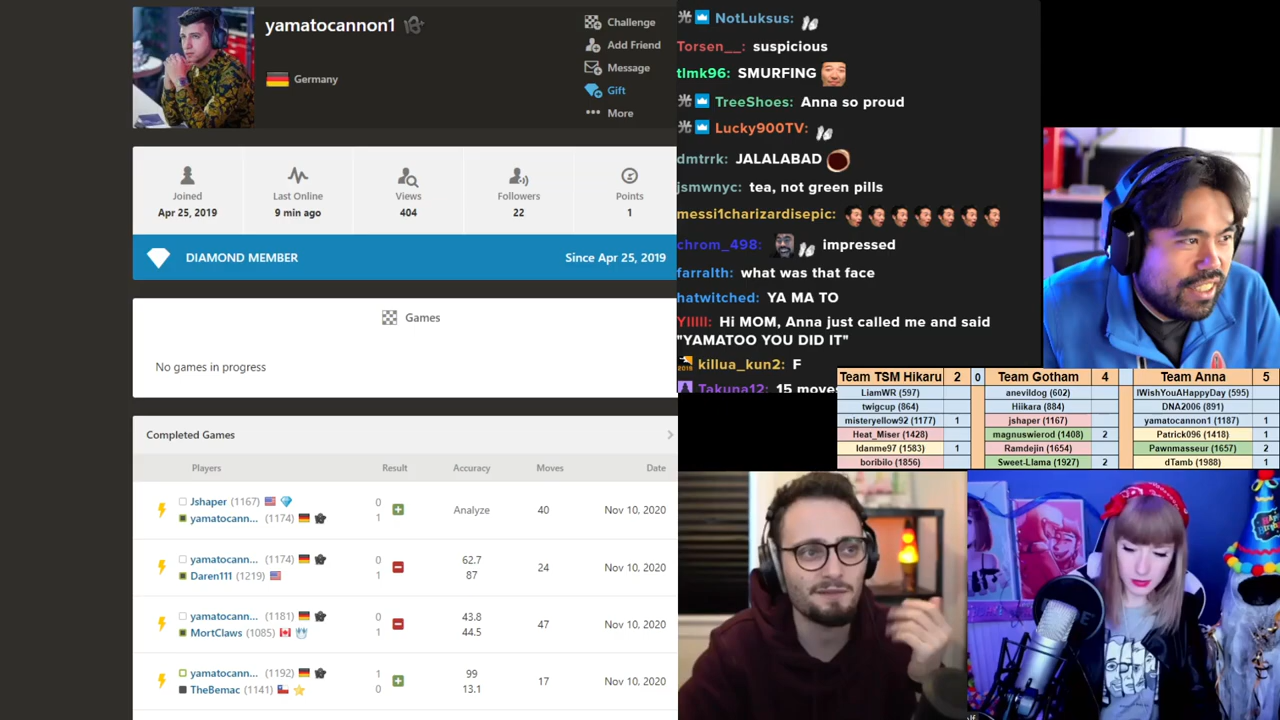 yamatocannon1
Germany
Challenge
Add Friend
Message
Gift
More
Joined
Apr 25, 2019
Last Online
9 min ago
Views
404
Followers
22
Points
1
DIAMOND MEMBER
Since Apr 25, 2019
Games
No games in progress
Completed Games
Players Result Accuracy Moves Date
Jshaper (1167) 0
yamatocann... (1174) 1 Analyze 40 Nov 10, 2020
yamatocann... (1174) 0 62.7
Daren111 (1219) 1 87 24 Nov 10, 2020
yamatocann... (1181) 0 43.8
MortClaws (1085) 1 44.5 47 Nov 10, 2020
yamatocann... (1192) 1 99
TheBemac (1141) 0 13.1 17 Nov 10, 2020
NotLuksus:
Torsen__: suspicious
tlmk96: SMURFING
TreeShoes: Anna so proud
Lucky900TV:
dmtrrk: JALALABAD
jsmwnyc: tea, not green pills
messi1charizardisepic:
chrom_498: impressed
farralth: what was that face
hatwitched: YA MA TO
YIIIII: Hi MOM, Anna just called me and said
"YAMATOO YOU DID IT"
killua_kun2: F
Takuna12: 15 moves
Team TSM Hikaru 2 0 Team Gotham 4 Team Anna 5
LiamWR (597) anevildog (602) IWishYouAHappyDay (595)
twigcup (864) Hiikara (884) DNA2006 (891)
misteryellow92 (1177) 1 jshaper (1167) yamatocannon1 (1187) 1
Heat_Miser (1428) magnuswierod (1408) 2 Patrick096 (1418) 1
Idanme97 (1583) 1 Ramdejin (1654) Pawnmasseur (1657) 2
boribilo (1856) Sweet-Llama (1927) 2 dTamb (1988) 1